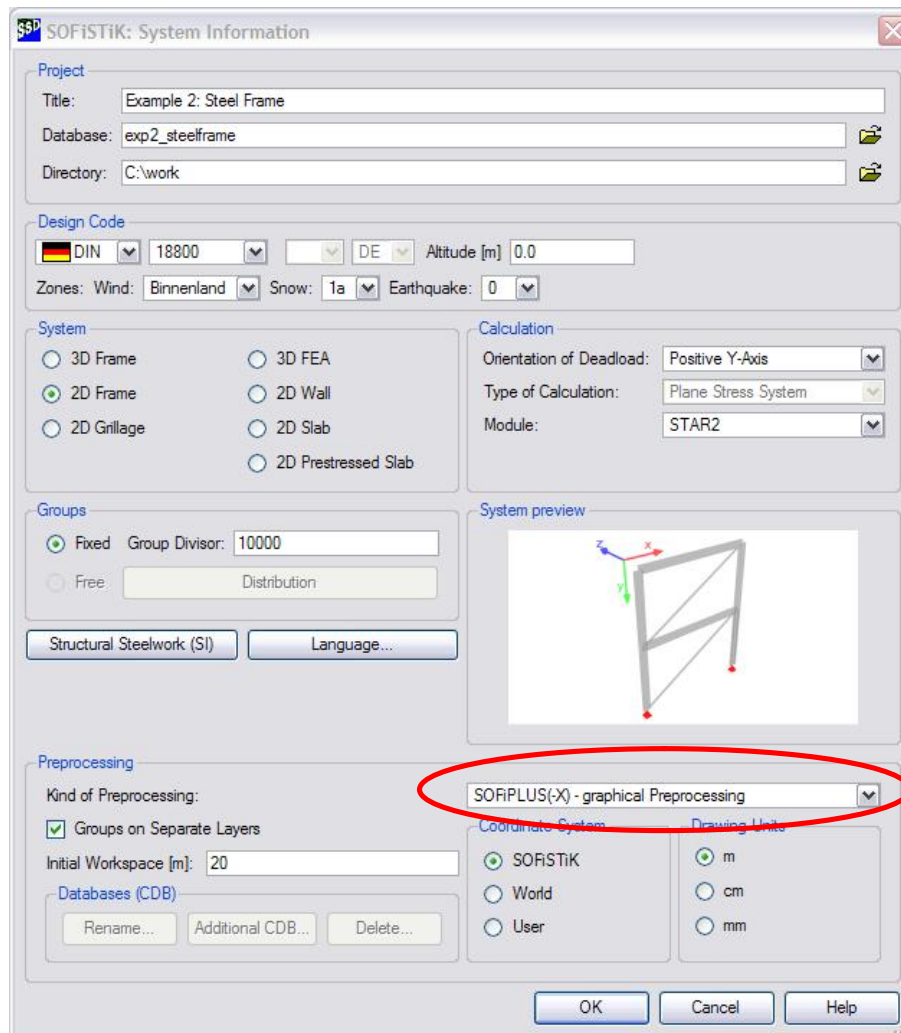 SSD SOFiSTiK: System Information
Project
Title: Example 2: Steel Frame
Database: exp2_steelframe
Directory: C:\work
Design Code
DIN 18800 DE Altitude [m] 0.0
Zones: Wind: Binnenland Snow: 1a Earthquake: 0
System
3D Frame 3D FEA
2D Frame 2D Wall
2D Grillage 2D Slab
2D Prestressed Slab
Calculation
Orientation of Deadload: Positive Y-Axis
Type of Calculation: Plane Stress System
Module: STAR2
Groups
Fixed Group Divisor: 10000
Free Distribution
Structural Steelwork (SI) Language...
System preview
z x
y
Preprocessing
Kind of Preprocessing: SOFiPLUS(-X) - graphical Preprocessing
Groups on Separate Layers
Initial Workspace [m]: 20
Databases (CDB)
Rename... Additional CDB... Delete...
Coordinate System
SOFiSTiK
World
User
Drawing Units
m
cm
mm
OK Cancel Help